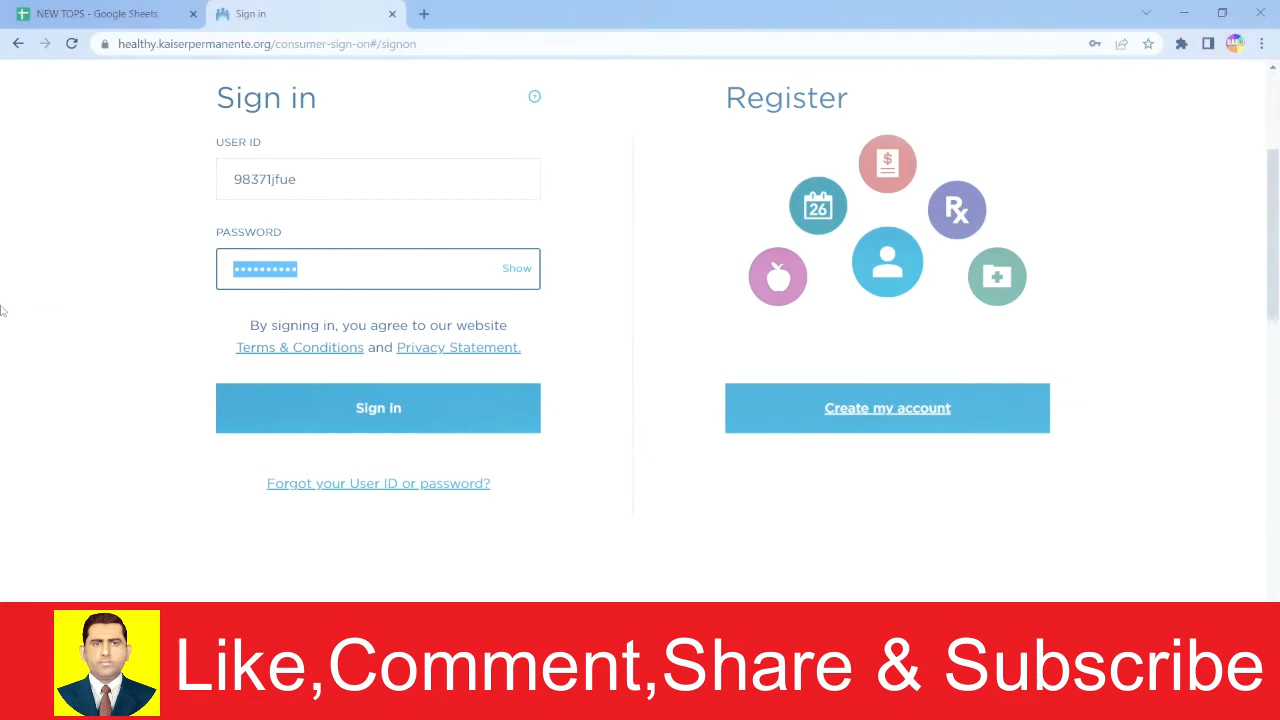 NEW TOPS - Google Sheets
Sign in
healthy.kaiserpermanente.org/consumer-sign-on#/signon
Sign in
?
Register
USER ID
98371jfue
PASSWORD
••••••••••
Show
By signing in, you agree to our website
Terms & Conditions and Privacy Statement.
Sign in
Forgot your User ID or password?
$
26
Rx
Create my account
Like,Comment,Share & Subscribe